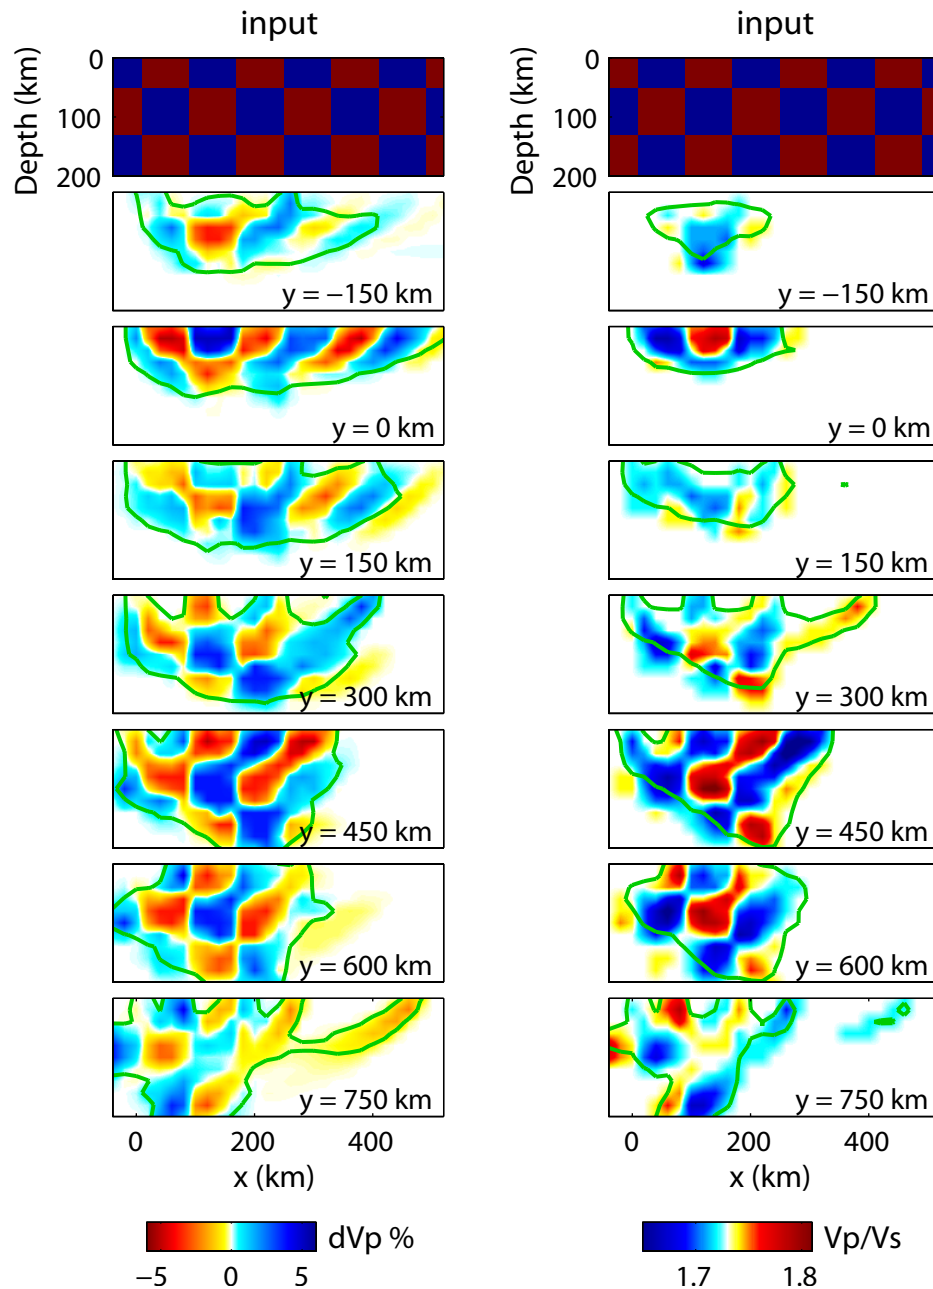 input
input
Depth (km)
0
100
200
Depth (km)
0
100
200
y = −150 km
y = −150 km
y = 0 km
y = 0 km
y = 150 km
y = 150 km
y = 300 km
y = 300 km
y = 450 km
y = 450 km
y = 600 km
y = 600 km
y = 750 km
y = 750 km
0 200 400
0 200 400
x (km)
x (km)
dVp %
Vp/Vs
−5 0 5
1.7 1.8